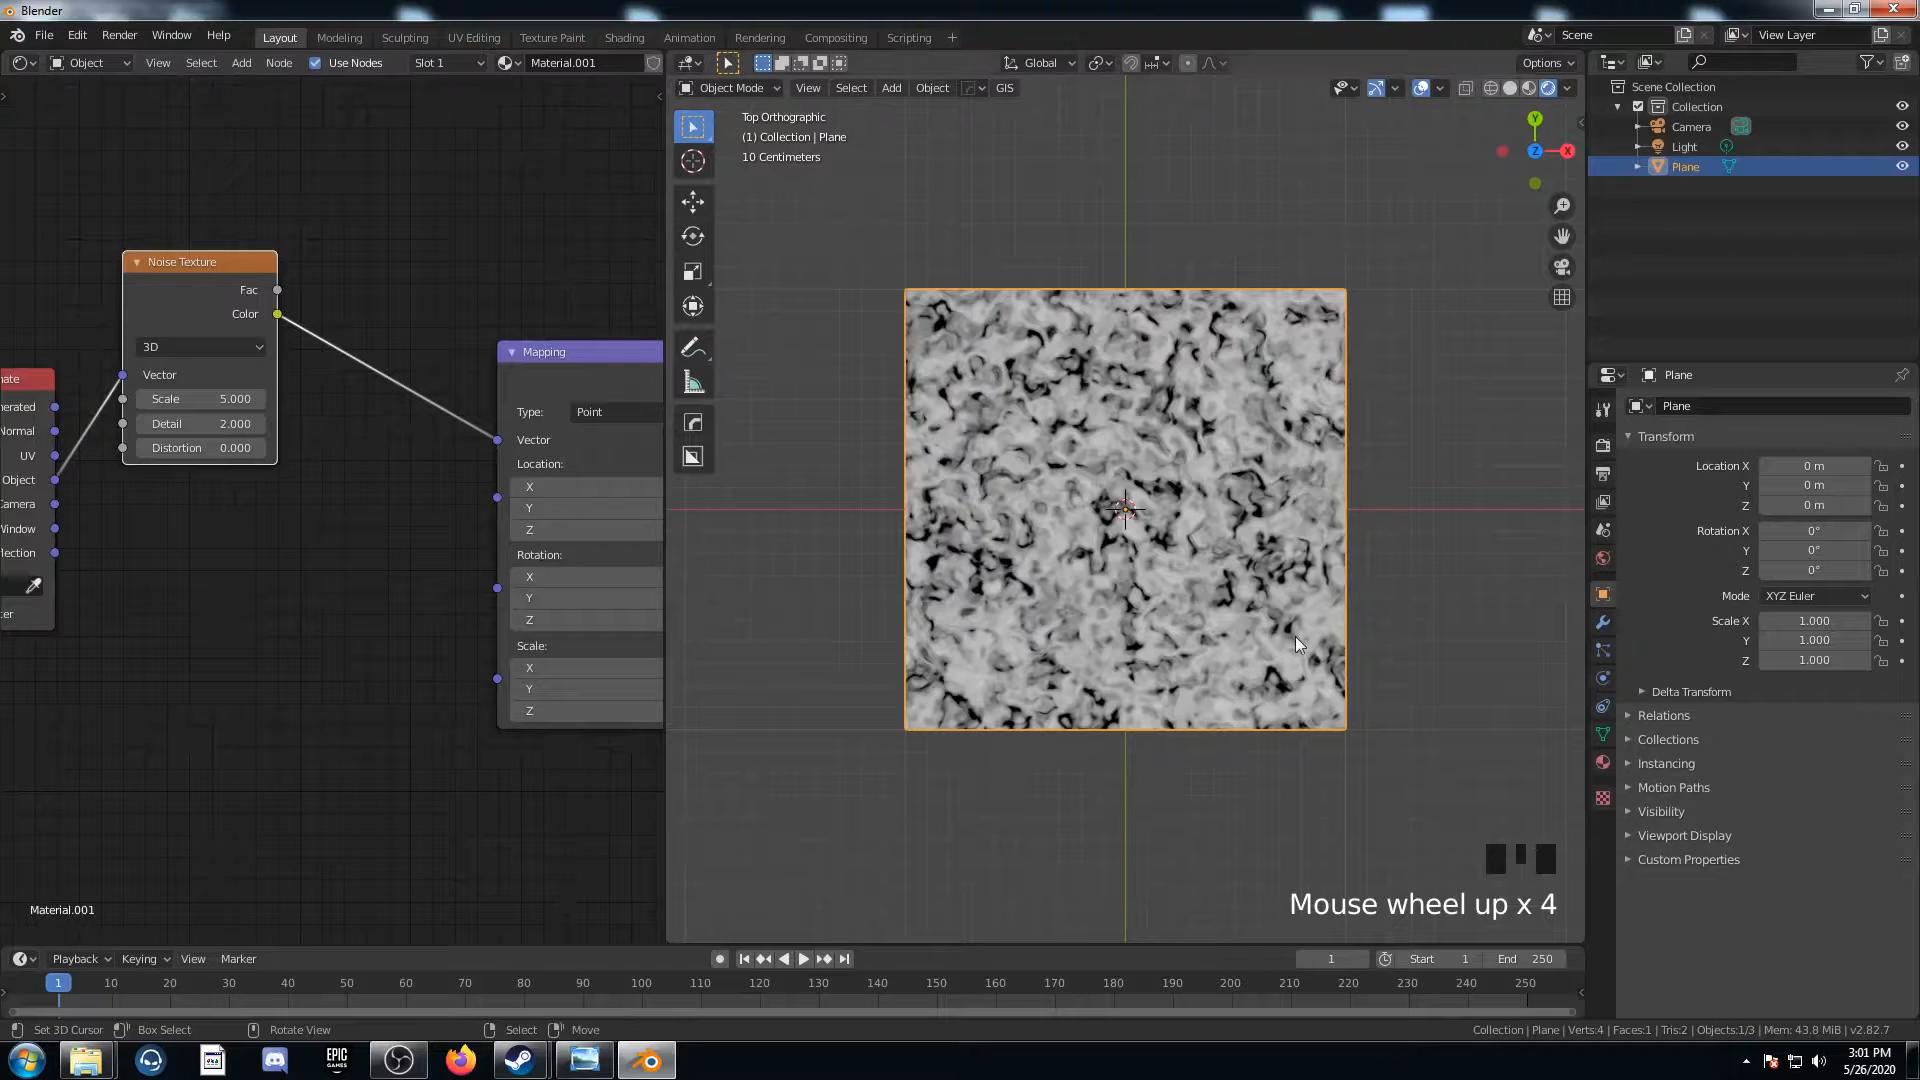 Blender
File Edit Render Window Help Layout Modeling Sculpting UV Editing Texture Paint Shading Animation Rendering Compositing Scripting + Scene View Layer
Object View Select Add Node Use Nodes Slot 1 Material.001 Global Options
Object Mode View Select Add Object GIS
Top Orthographic
(1) Collection | Plane
10 Centimeters
Y
Z X
Scene Collection
Collection
Camera
Light
Plane
Noise Texture
Fac
Color
3D
Vector
Scale 5.000
Detail 2.000
Distortion 0.000
nate
nerated
Normal
UV
Object
Camera
Window
lection
ter
Mapping
Type: Point
Vector
Location:
X
Y
Z
Rotation:
X
Y
Z
Scale:
X
Y
Z
Material.001
Mouse wheel up x 4
Plane
Plane
Transform
Location X 0 m
Y 0 m
Z 0 m
Rotation X 0°
Y 0°
Z 0°
Mode XYZ Euler
Scale X 1.000
Y 1.000
Z 1.000
Delta Transform
Relations
Collections
Instancing
Motion Paths
Visibility
Viewport Display
Custom Properties
Playback Keying View Marker 1 Start 1 End 250
1 10 20 30 40 50 60 70 80 90 100 110 120 130 140 150 160 170 180 190 200 210 220 230 240 250
Set 3D Cursor Box Select Rotate View Select Move Collection | Plane | Verts:4 | Faces:1 | Tris:2 | Objects:1/3 | Mem: 43.8 MiB | v2.82.7
EPIC
GAMES
3:01 PM
5/26/2020